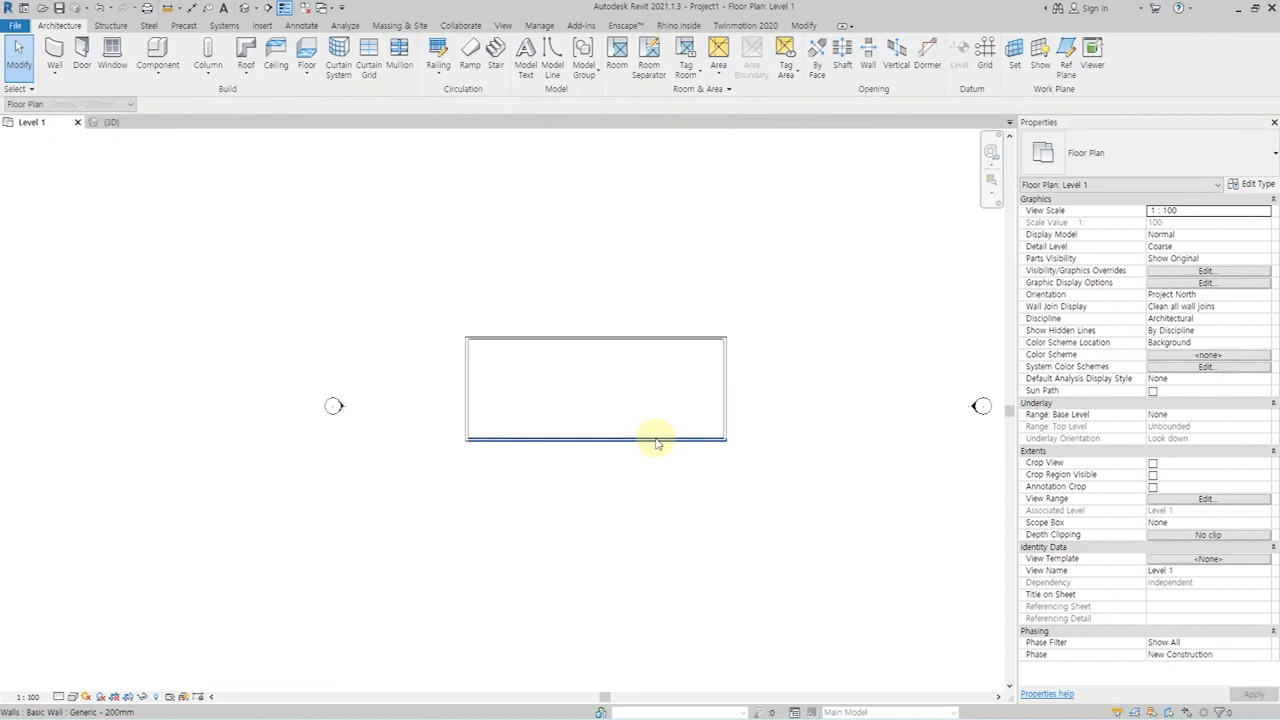 Autodesk Revit 2021.1.3 - Project1 - Floor Plan: Level 1
Sign In
File Architecture Structure Steel Precast Systems Insert Annotate Analyze Massing & Site Collaborate View Manage Add-Ins Enscape™ Rhino.Inside Twinmotion 2020 Modify
Modify Wall Door Window Component Column Roof Ceiling Floor Curtain System Curtain Grid Mullion Railing Ramp Stair Model Text Model Line Model Group Room Room Separator Tag Room Area Area Boundary Tag Area By Face Shaft Wall Vertical Dormer Level Grid Set Show Ref Plane Viewer
Select Build Circulation Model Room & Area Opening Datum Work Plane
Floor Plan Generic - 200mm
Level 1 (3D)
Properties
Floor Plan
Floor Plan: Level 1 Edit Type
Graphics
View Scale 1 : 100
Scale Value 1: 100
Display Model Normal
Detail Level Coarse
Parts Visibility Show Original
Visibility/Graphics Overrides Edit...
Graphic Display Options Edit...
Orientation Project North
Wall Join Display Clean all wall joins
Discipline Architectural
Show Hidden Lines By Discipline
Color Scheme Location Background
Color Scheme <none>
System Color Schemes Edit...
Default Analysis Display Style None
Sun Path
Underlay
Range: Base Level None
Range: Top Level Unbounded
Underlay Orientation Look down
Extents
Crop View
Crop Region Visible
Annotation Crop
View Range Edit...
Associated Level Level 1
Scope Box None
Depth Clipping No clip
Identity Data
View Template <None>
View Name Level 1
Dependency Independent
Title on Sheet
Referencing Sheet
Referencing Detail
Phasing
Phase Filter Show All
Phase New Construction
Properties help Apply
1 : 100
Walls : Basic Wall : Generic - 200mm :0 Main Model :0